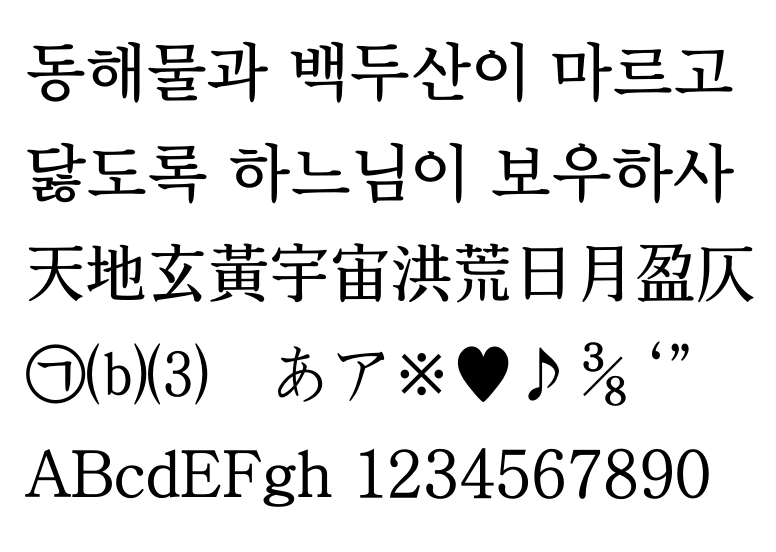 동해물과 백두산이 마르고
닳도록 하느님이 보우하사
天地玄黃宇宙洪荒日月盈仄
㉠⒝⑶　あア※♥♪⅜ ‘”
ABcdEFgh 1234567890